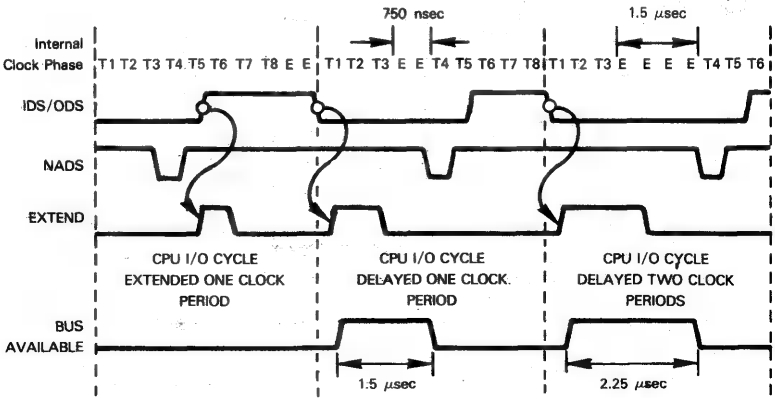 750 nsec
1.5 μsec
Internal
Clock Phase T1 T2 T3 T4 T5 T6 T7 T8 E E T1 T2 T3 E E T4 T5 T6 T7 T8 T1 T2 T3 E E E E T4 T5 T6
IDS/ODS
NADS
EXTEND
CPU I/O CYCLE
EXTENDED ONE CLOCK
PERIOD
CPU I/O CYCLE
DELAYED ONE CLOCK.
PERIOD
CPU I/O CYCLE
DELAYED TWO CLOCK
PERIODS
BUS
AVAILABLE
1.5 μsec
2.25 μsec